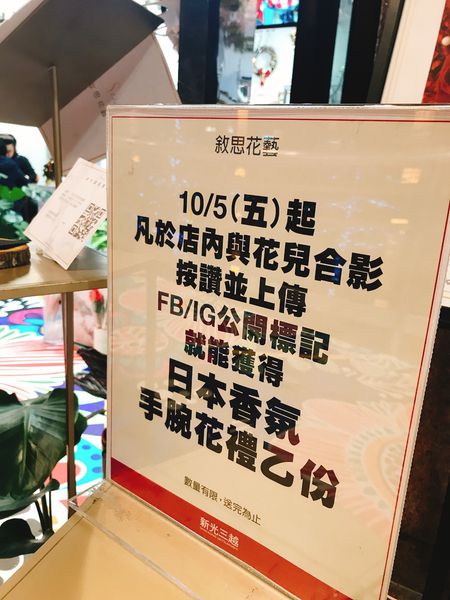 敘思花藝
10/5(五)起
凡於店內與花兒合影
按讚並上傳
FB/IG公開標記
就能獲得
日本香氛
手腕花禮乙份
數量有限,送完為止
新光三越